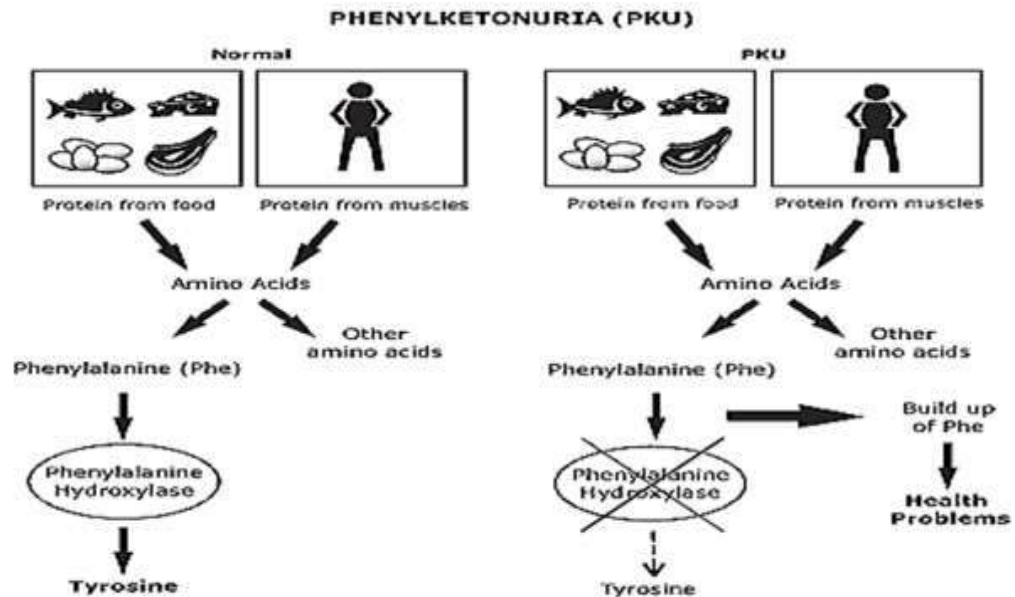 PHENYLKETONURIA (PKU)
Normal
Protein from food
Protein from muscles
Amino Acids
Other
amino acids
Phenylalanine (Phe)
Phenylalanine
Hydroxylase
Tyrosine
PKU
Protein from food
Protein from muscles
Amino Acids
Other
amino acids
Phenylalanine (Phe)
Build up
of Phe
Phenylalanine
Hydroxylase
Health
Problems
Tyrosine